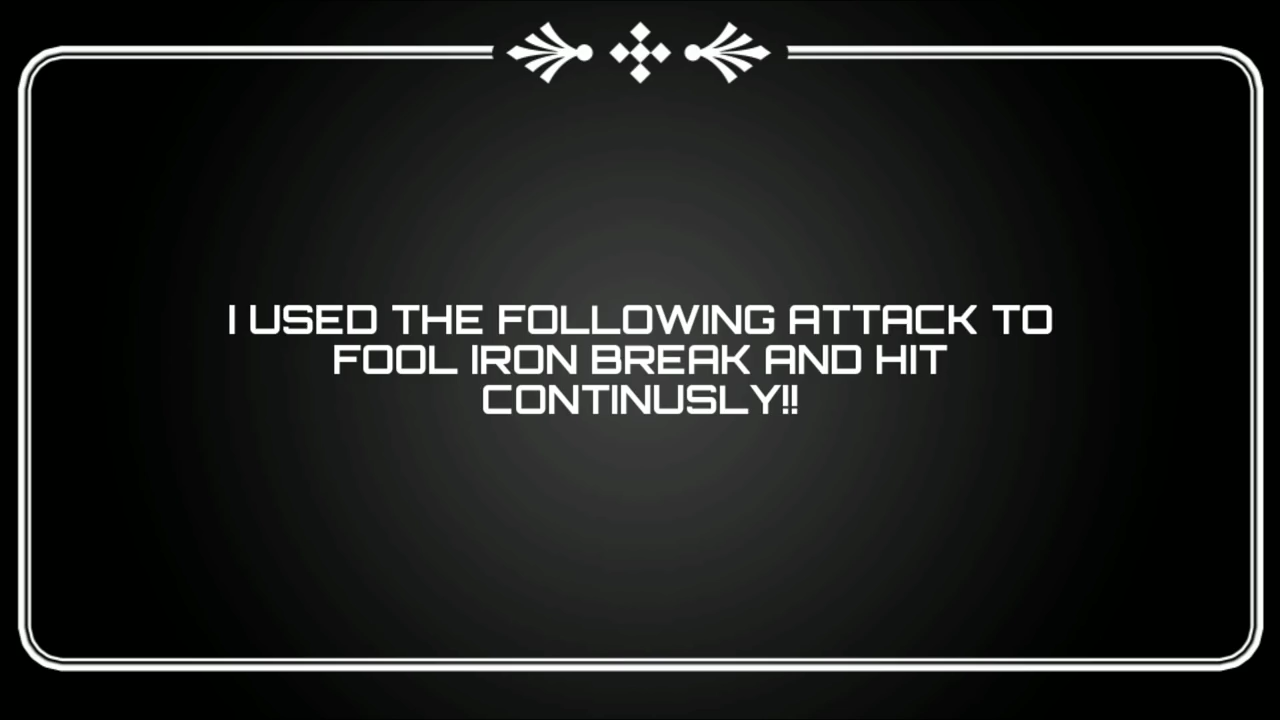 I USED THE FOLLOWING ATTACK TO
FOOL IRON BREAK AND HIT
CONTINUSLY!!